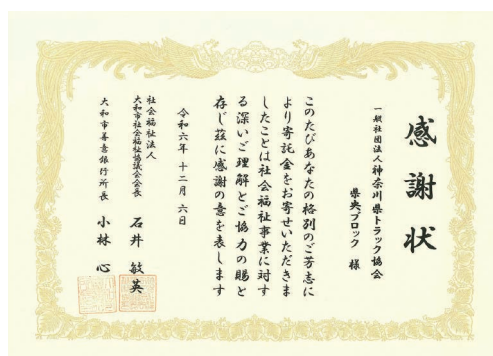 感謝状
一般社団法人神奈川県トラック協会
県央ブロック 様
このたびあなたの格別のご芳志に
より寄託金をお寄せいただきま
したことは社会福祉事業に対す
る深いご理解とご協力の賜と
存じ茲に感謝の意を表します
令和六年十二月六日
社会福祉法人
大和市社会福祉協議会会長 石井 敏英
大和市善意銀行所長 小林 心